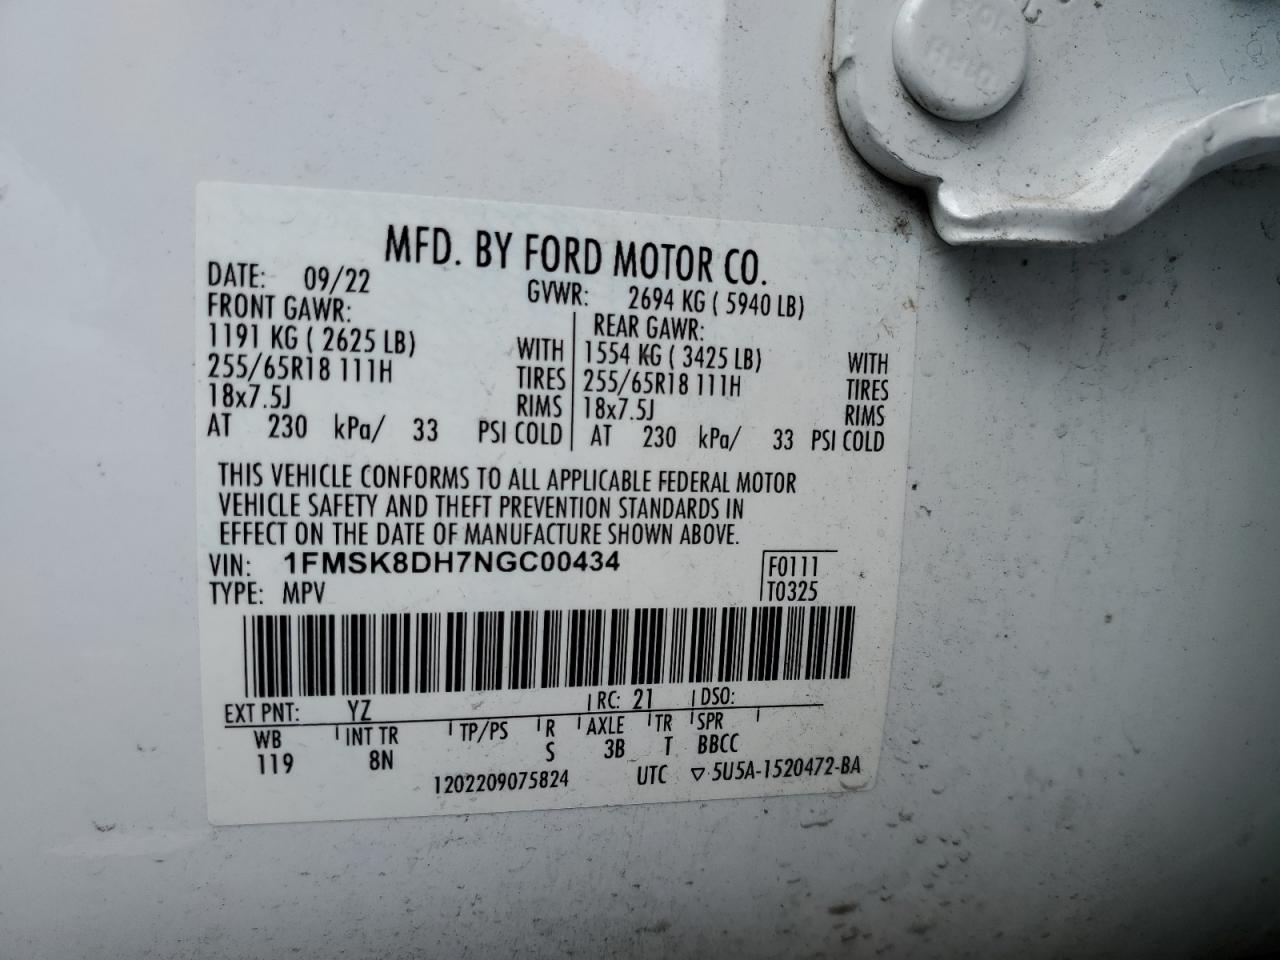 MFD. BY FORD MOTOR CO.
DATE: 09/22 GVWR: 2694 KG ( 5940 LB)
FRONT GAWR: REAR GAWR:
1191 KG ( 2625 LB) WITH 1554 KG ( 3425 LB) WITH
255/65R18 111H TIRES 255/65R18 111H TIRES
18x7.5J RIMS 18x7.5J RIMS
AT 230 kPa/ 33 PSI COLD AT 230 kPa/ 33 PSI COLD
THIS VEHICLE CONFORMS TO ALL APPLICABLE FEDERAL MOTOR
VEHICLE SAFETY AND THEFT PREVENTION STANDARDS IN
EFFECT ON THE DATE OF MANUFACTURE SHOWN ABOVE.
VIN: 1FMSK8DH7NGC00434 F0111
TYPE: MPV T0325
EXT PNT: YZ RC: 21 DSO:
WB INT TR TP/PS R AXLE TR SPR
119 8N S 3B T BBCC
1202209075824 UTC ▽ 5U5A-1520472-BA